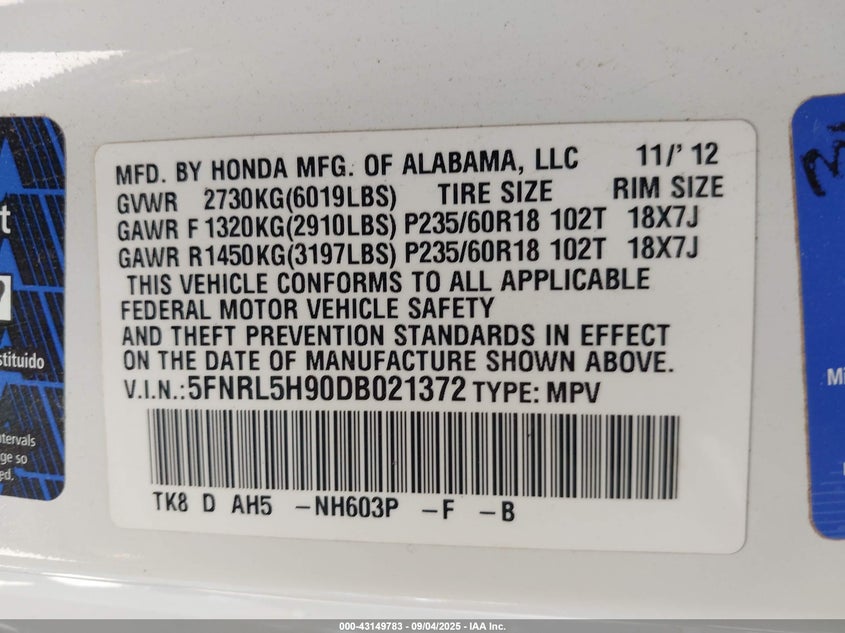 MFD. BY HONDA MFG. OF ALABAMA, LLC 11/' 12
GVWR 2730KG(6019LBS) TIRE SIZE RIM SIZE
GAWR F 1320KG(2910LBS) P235/60R18 102T 18X7J
GAWR R1450KG(3197LBS) P235/60R18 102T 18X7J
THIS VEHICLE CONFORMS TO ALL APPLICABLE
FEDERAL MOTOR VEHICLE SAFETY
AND THEFT PREVENTION STANDARDS IN EFFECT
ON THE DATE OF MANUFACTURE SHOWN ABOVE.
V.I.N.:5FNRL5H90DB021372 TYPE: MPV
TK8 D AH5 -NH603P -F -B
stituido
ntervals
ge so
ed,
Mi
000-43149783 - 09/04/2025 - IAA Inc.